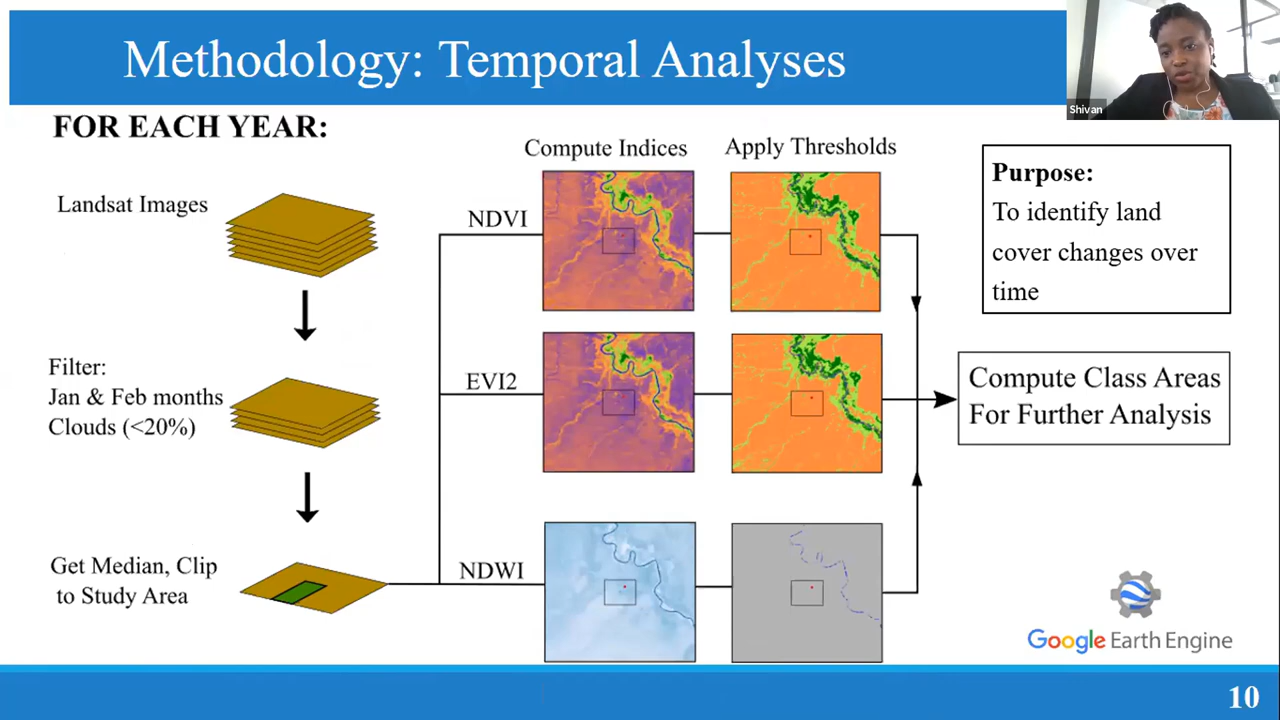 Methodology: Temporal Analyses
Shivan
FOR EACH YEAR:
Landsat Images
Filter:
Jan & Feb months
Clouds (<20%)
Get Median, Clip
to Study Area
Compute Indices
Apply Thresholds
NDVI
EVI2
NDWI
Purpose:
To identify land
cover changes over
time
Compute Class Areas
For Further Analysis
Google Earth Engine
10